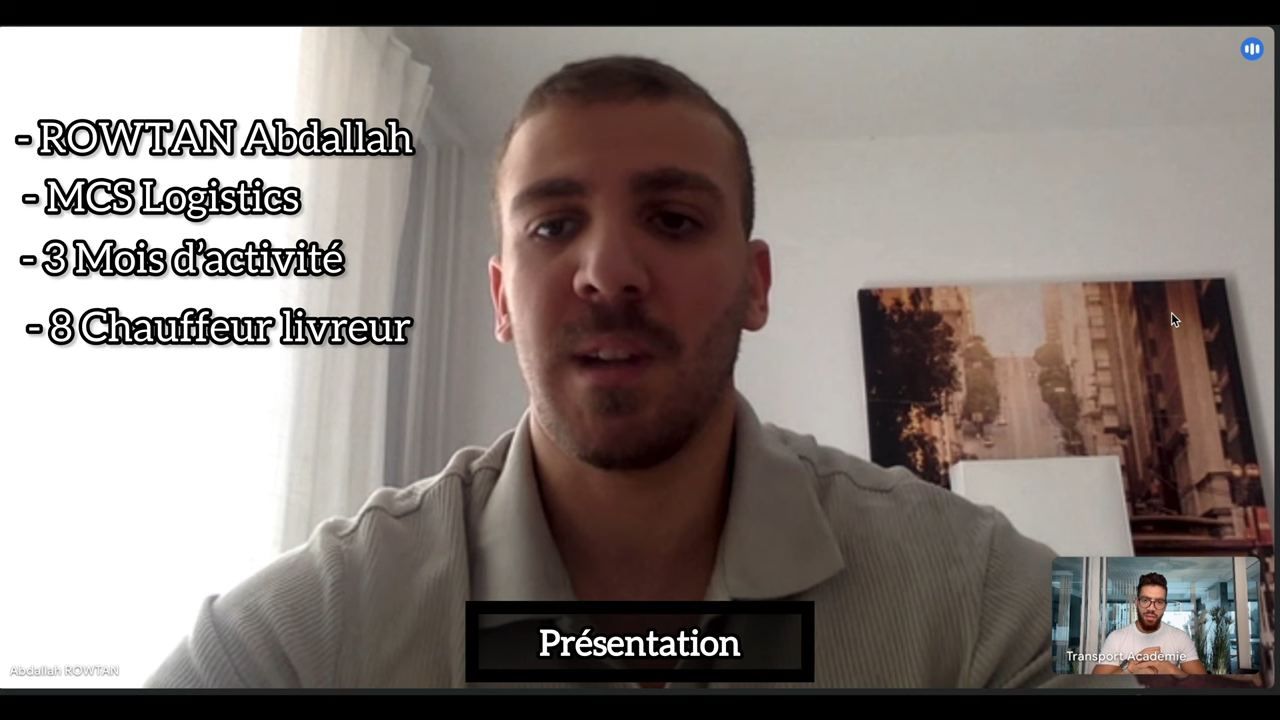 - ROWTAN Abdallah
- MCS Logistics
- 3 Mois d'activité
- 8 Chauffeur livreur
Présentation
Abdallah ROWTAN
Transport Académie